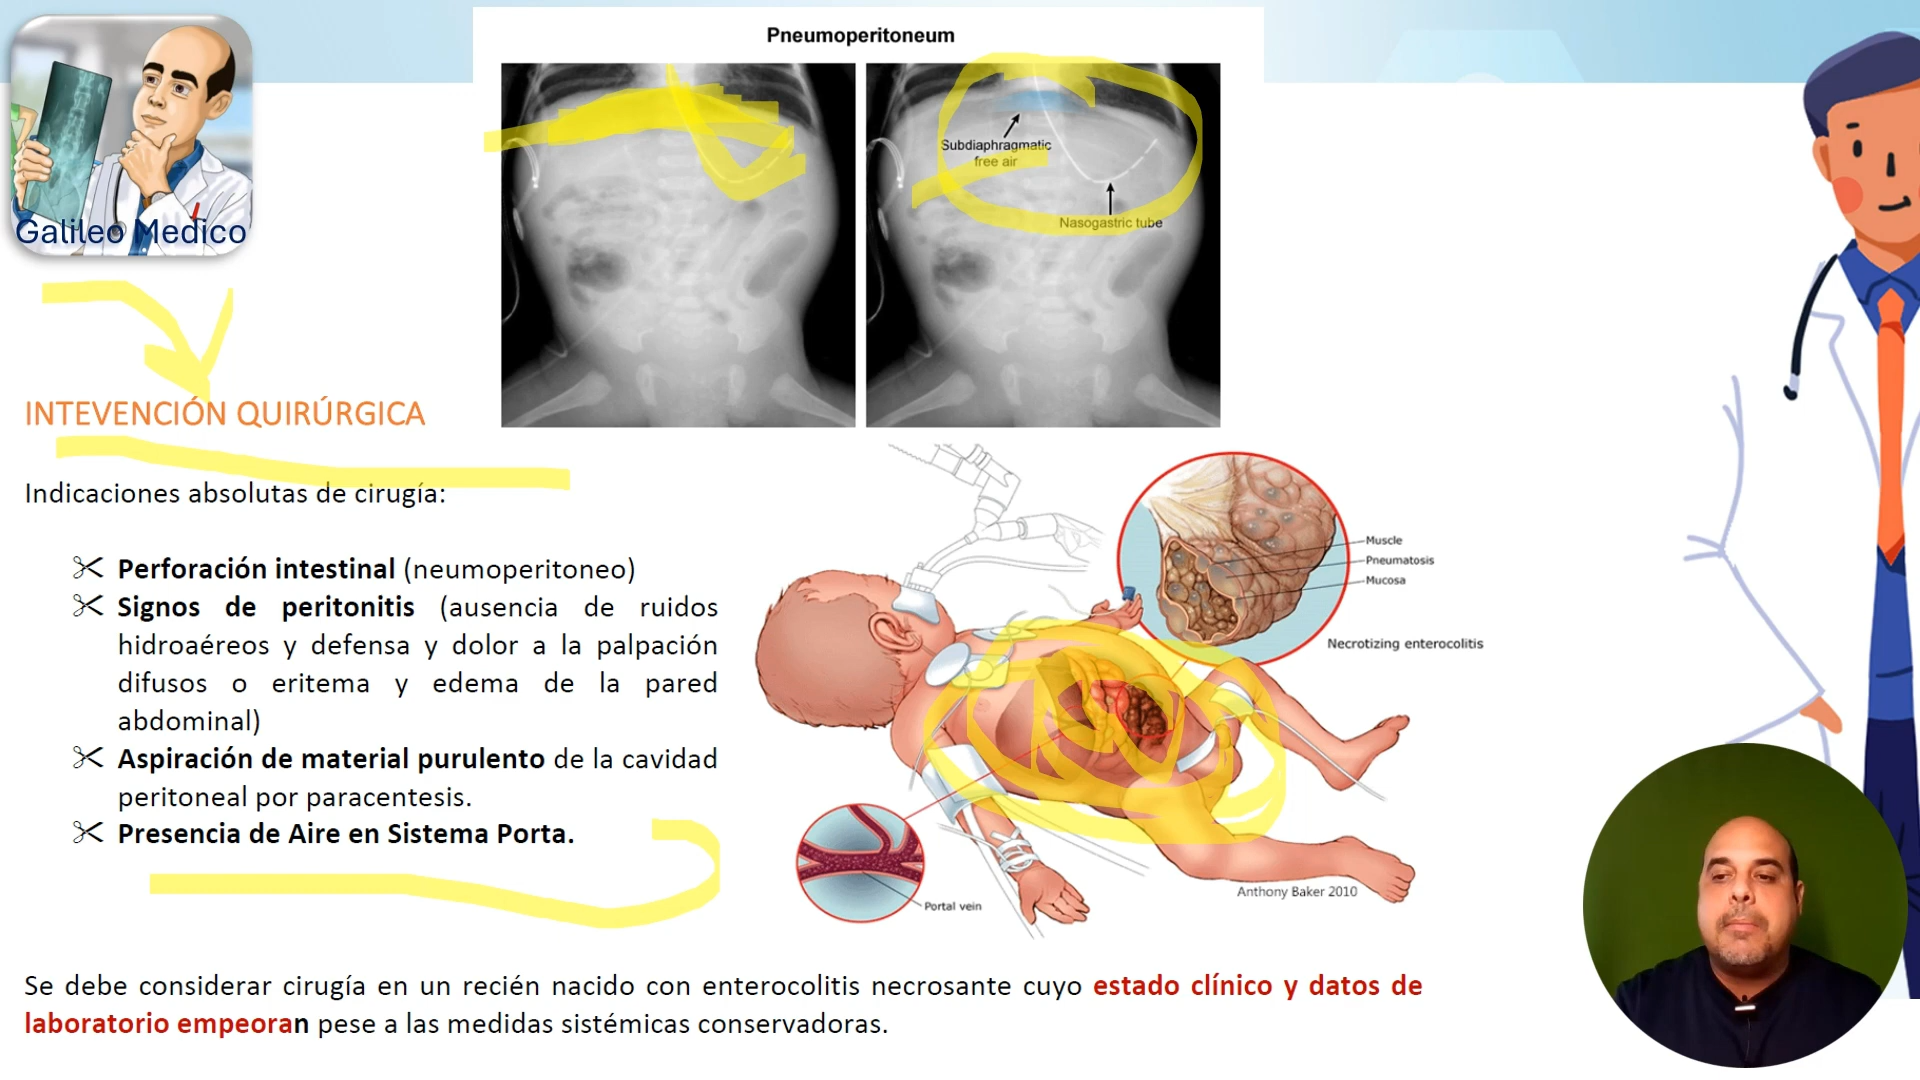 Pneumoperitoneum
Subdiaphragmatic
free air
Nasogastric tube
Galileo Medico
INTEVENCIÓN QUIRÚRGICA
Indicaciones absolutas de cirugía:
Perforación intestinal (neumoperitoneo)
Signos de peritonitis (ausencia de ruidos
hidroaéreos y defensa y dolor a la palpación
difusos o eritema y edema de la pared
abdominal)
Aspiración de material purulento de la cavidad
peritoneal por paracentesis.
Presencia de Aire en Sistema Porta.
Muscle
Pneumatosis
Mucosa
Necrotizing enterocolitis
Anthony Baker 2010
Portal vein
Se debe considerar cirugía en un recién nacido con enterocolitis necrosante cuyo estado clínico y datos de
laboratorio empeoran pese a las medidas sistémicas conservadoras.